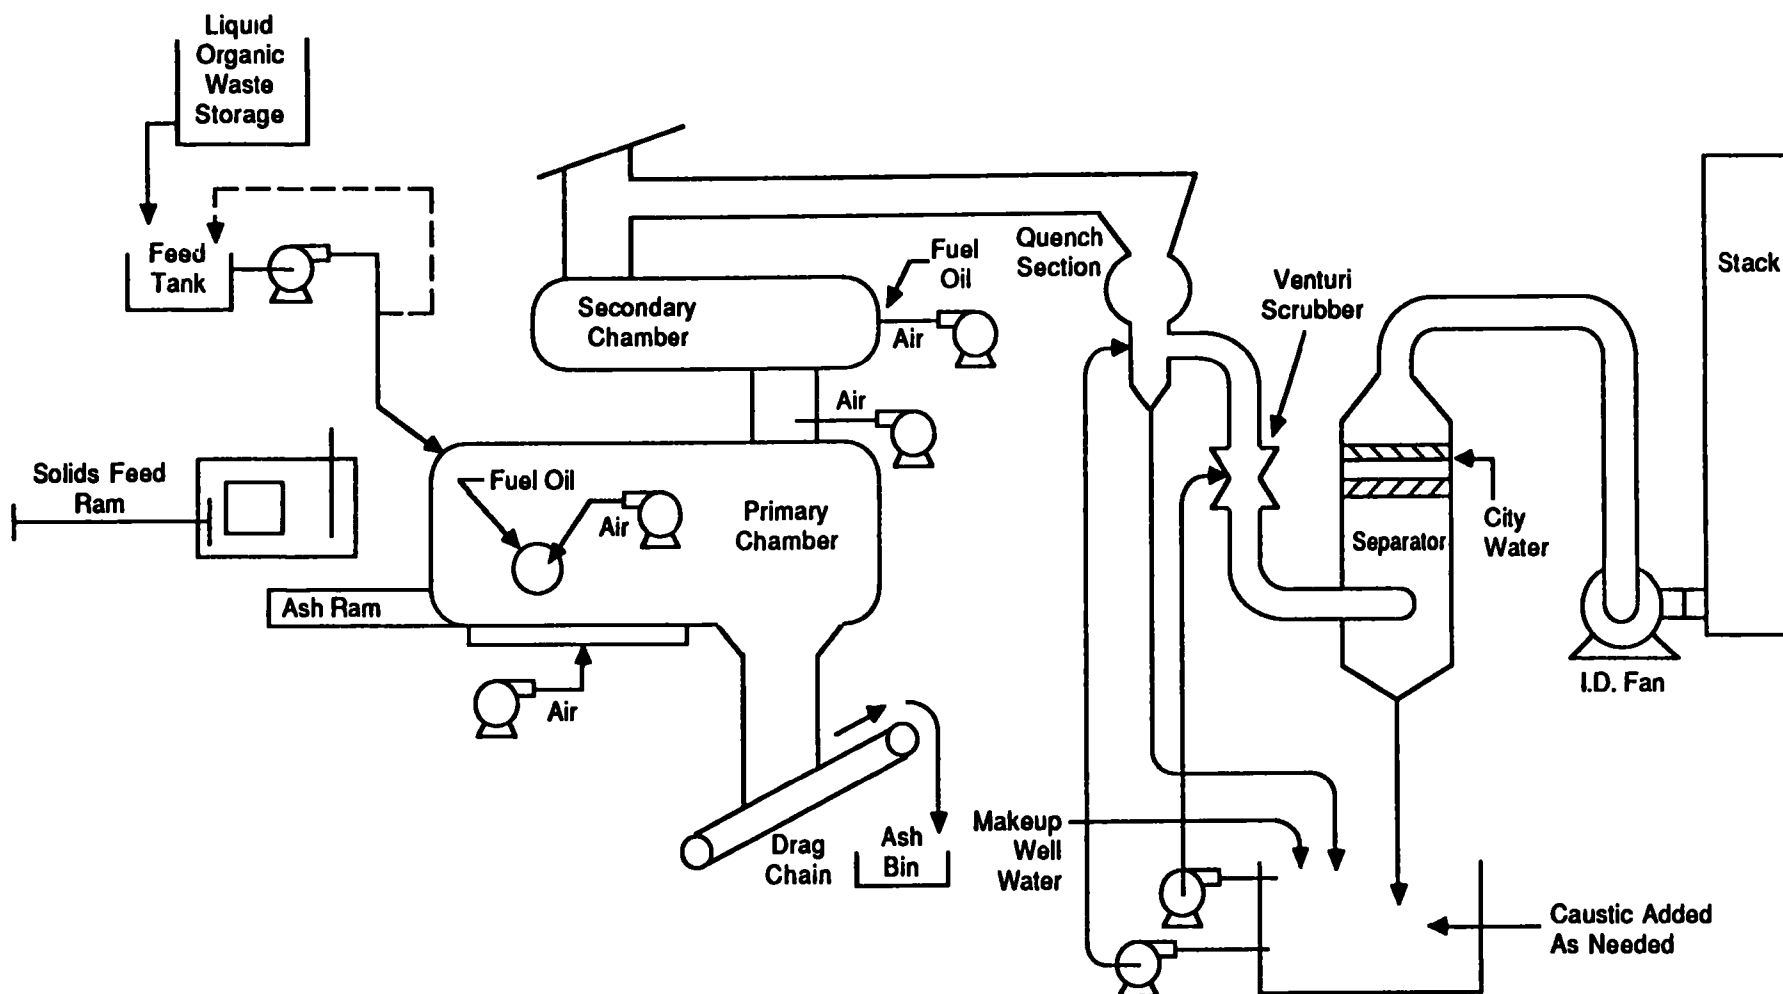 Liquid
Organic
Waste
Storage
Feed
Tank
Solids Feed
Ram
Ash Ram
Fuel Oil
Air
Primary
Chamber
Air
Secondary
Chamber
Fuel
Oil
Air
Air
Drag
Chain
Ash
Bin
Quench
Section
Venturi
Scrubber
Separator
City
Water
Stack
I.D. Fan
Makeup
Well
Water
Caustic Added
As Needed